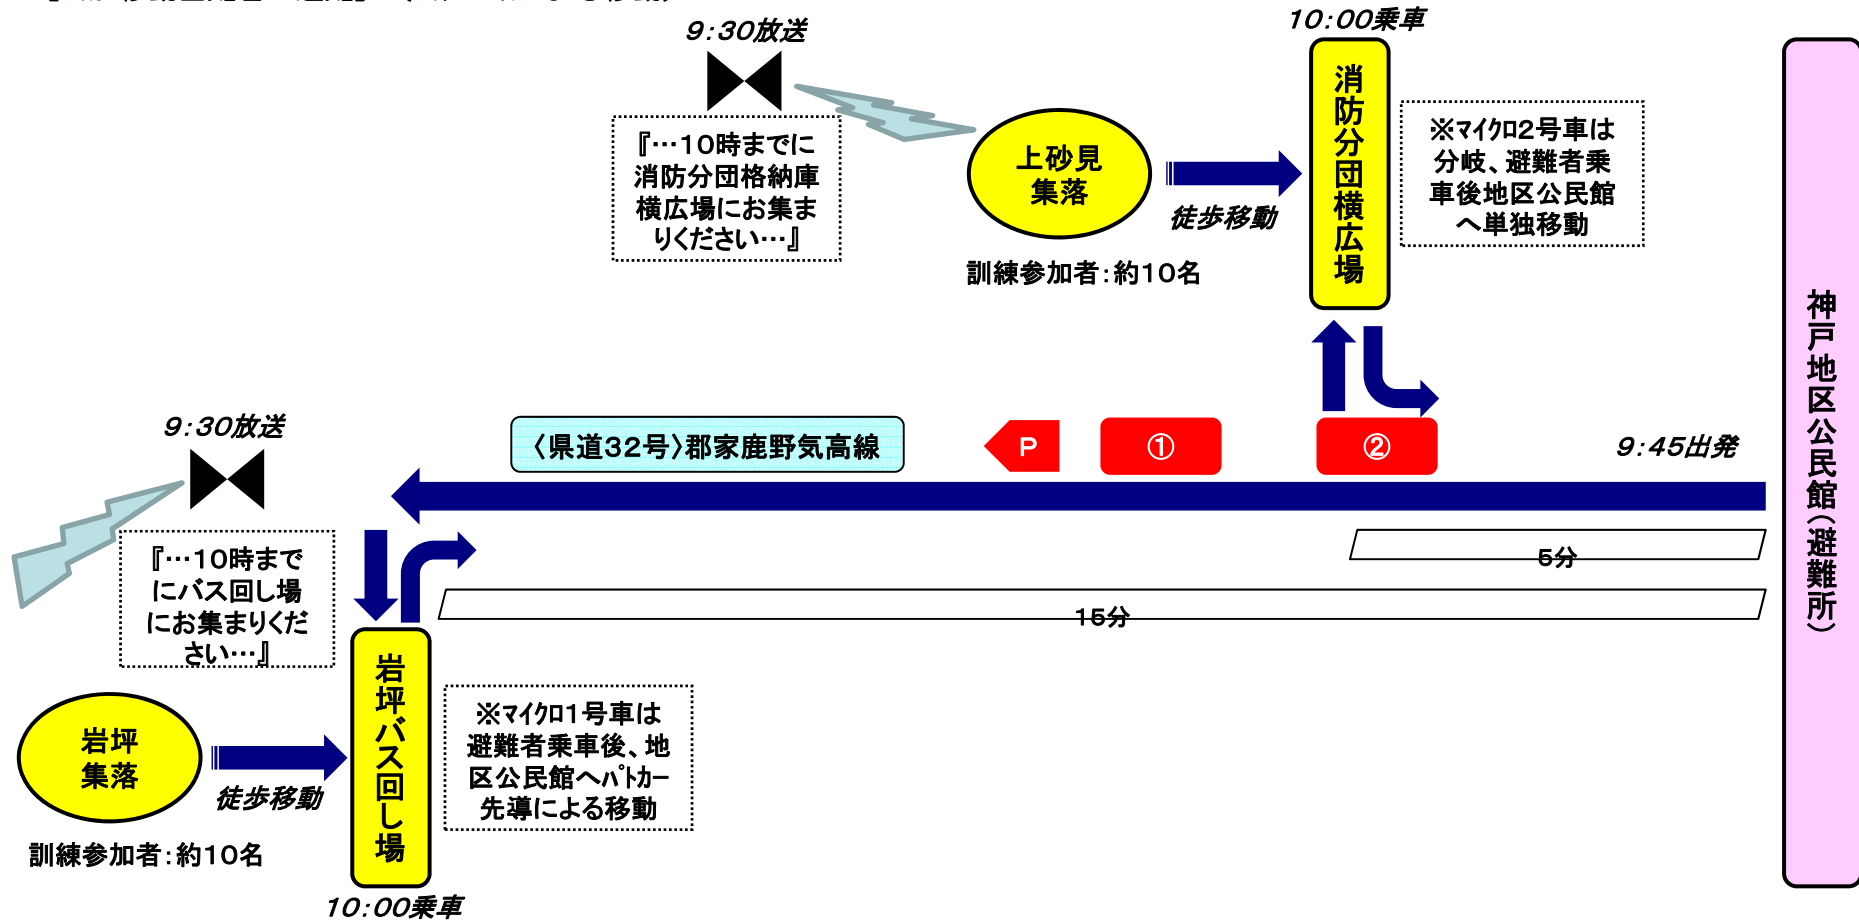 9:30放送
10:00乗車
『…10時までに
消防分団格納庫
横広場にお集ま
りください…』
上砂見
集落
徒歩移動
訓練参加者:約10名
消防分団横広場
※マイクロ2号車は
分岐、避難者乗
車後地区公民館
へ単独移動
神戸地区公民館(避難所)
9:30放送
〈県道32号〉郡家鹿野気高線
P
①
②
9:45出発
5分
15分
『…10時まで
にバス回し場
にお集まりくだ
さい…』
岩坪
集落
徒歩移動
訓練参加者:約10名
岩坪バス回し場
※マイクロ1号車は
避難者乗車後、地
区公民館へパトカー
先導による移動
10:00乗車